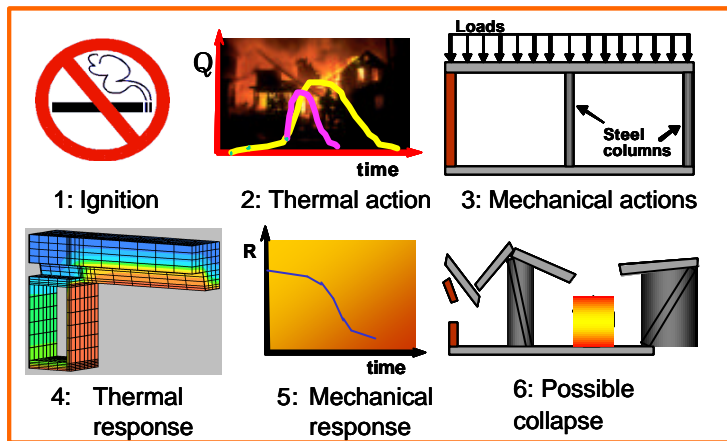 Loads
Q
Steel
columns
time
1: Ignition
2: Thermal action
3: Mechanical actions
R
time
4: Thermal
response
5: Mechanical
response
6: Possible
collapse